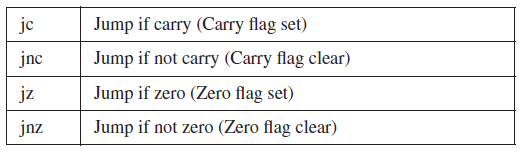 jc Jump if carry (Carry flag set)
jnc Jump if not carry (Carry flag clear)
jz Jump if zero (Zero flag set)
jnz Jump if not zero (Zero flag clear)